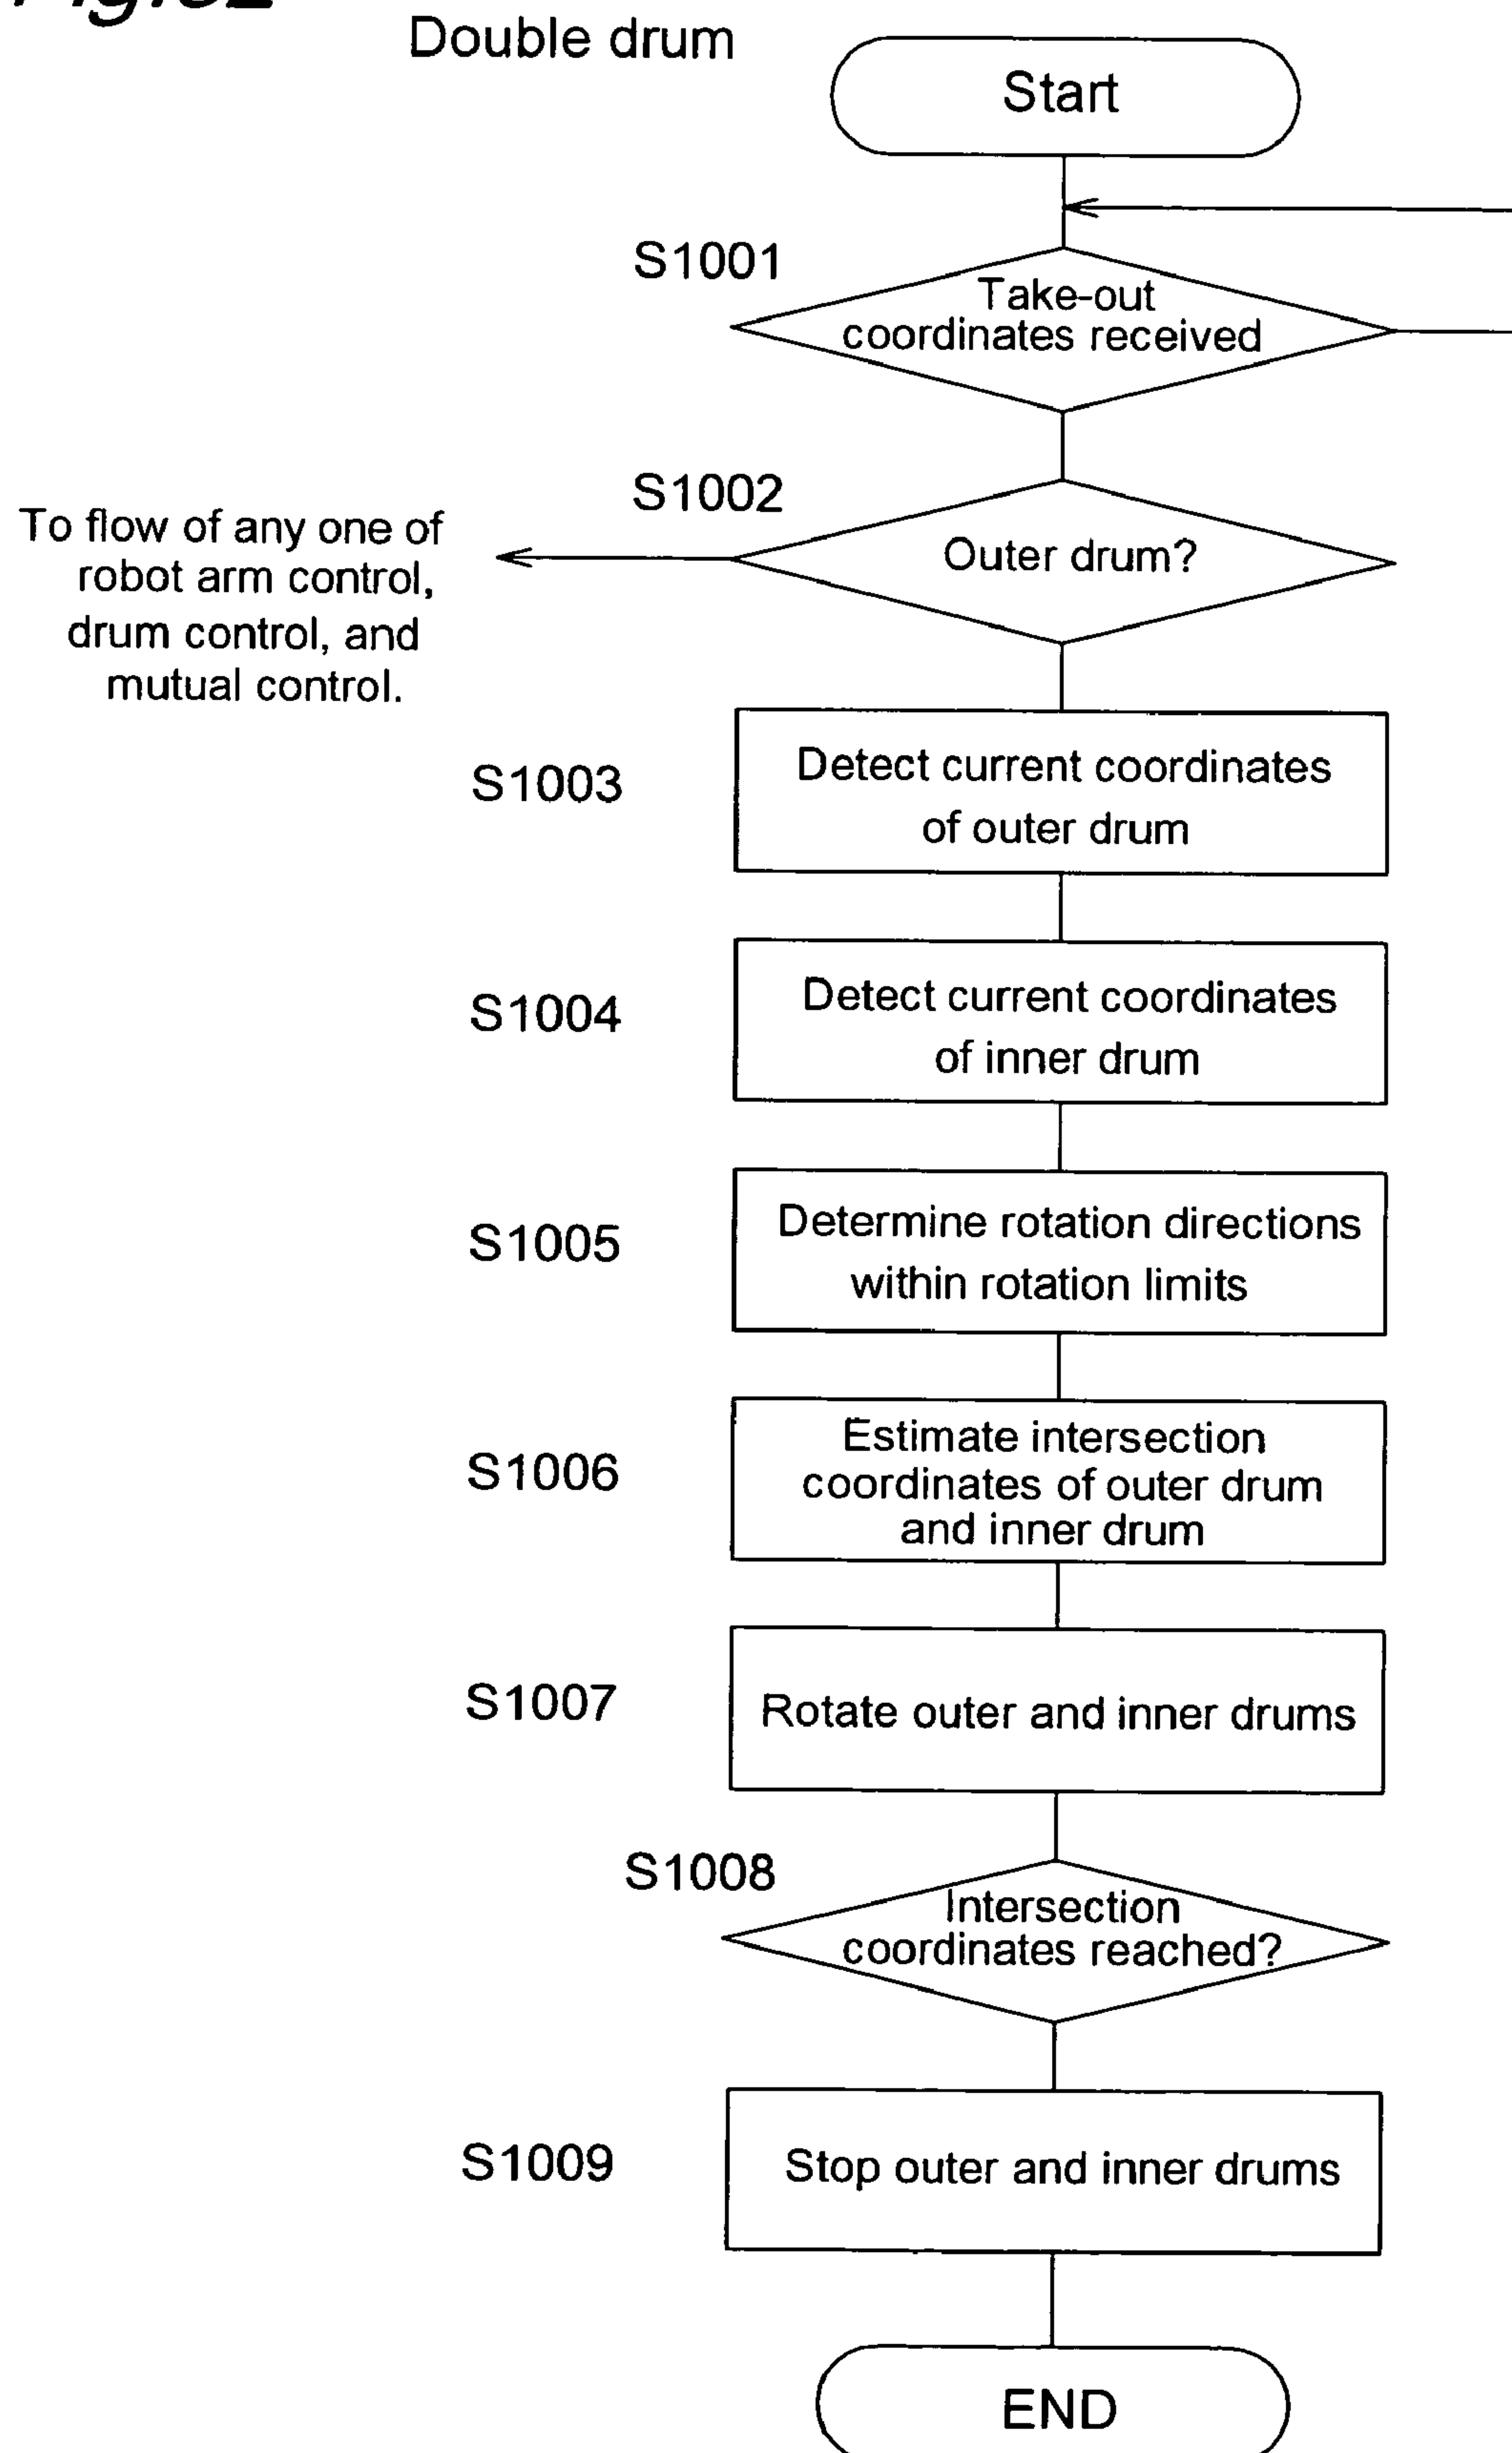 Double drum
Start
S1001
Take-out
coordinates received
S1002
Outer drum?
To flow of any one of
robot arm control,
drum control, and
mutual control.
S1003
Detect current coordinates
of outer drum
S1004
Detect current coordinates
of inner drum
S1005
Determine rotation directions
within rotation limits
S1006
Estimate intersection
coordinates of outer drum
and inner drum
S1007
Rotate outer and inner drums
S1008
Intersection
coordinates reached?
S1009
Stop outer and inner drums
END